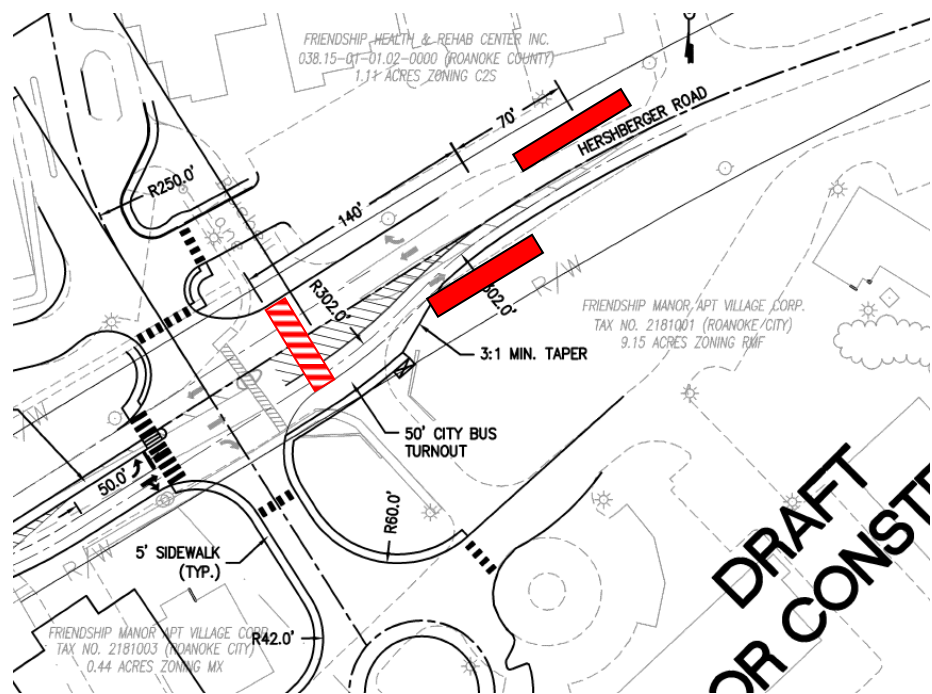 FRIENDSHIP HEALTH & REHAB CENTER INC.
038.15-01-01.02-0000 (ROANOKE COUNTY)
1.11 ACRES ZONING C2S
70'
HERSHBERGER ROAD
R250.0'
140'
R302.0'
302.0'
R/W
FRIENDSHIP MANOR APT VILLAGE CORP.
TAX NO. 2181001 (ROANOKE/CITY)
9.15 ACRES ZONING RMF
3:1 MIN. TAPER
R/W
50' CITY BUS
TURNOUT
50.0'
R60.0'
R/W
5' SIDEWALK
(TYP.)
DRAFT
OR CONSTR
FRIENDSHIP MANOR APT VILLAGE CORP.
TAX NO. 2181003 (ROANOKE CITY)
0.44 ACRES ZONING MX
R42.0'